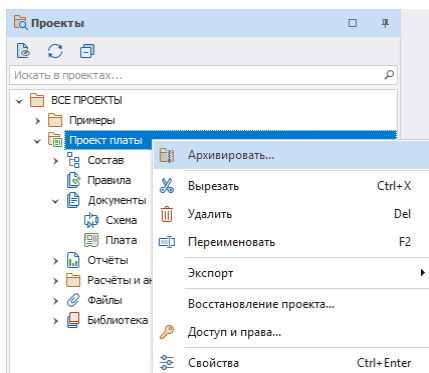 Проекты
Искать в проектах...
ВСЕ ПРОЕКТЫ
Примеры
Проект платы
Состав
Правила
Документы
Схема
Плата
Отчёты
Расчёты и ан
Файлы
Библиотека
Архивировать...
Вырезать Ctrl+X
Удалить Del
Переименовать F2
Экспорт
Восстановление проекта...
Доступ и права...
Свойства Ctrl+Enter